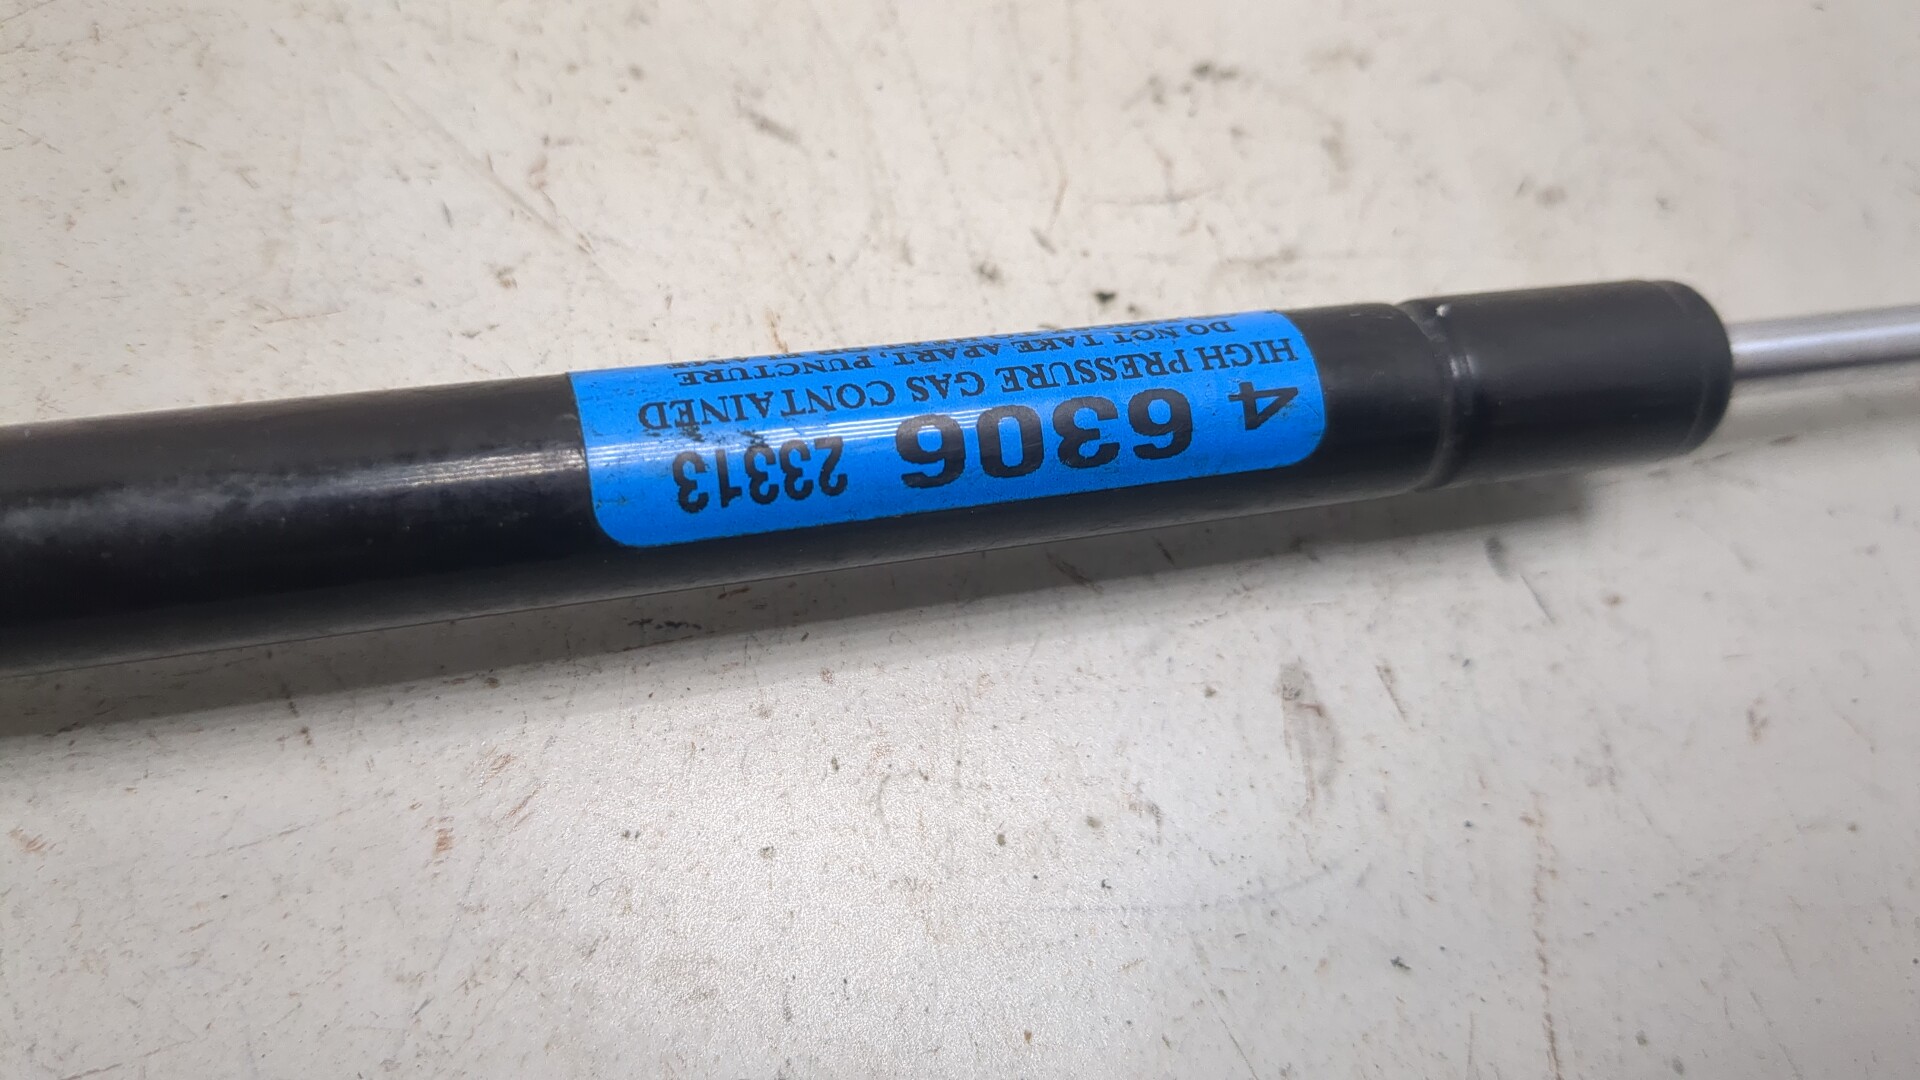 4 6306 23313
HIGH PRESSURE GAS CONTAINED
DO NOT TAKE APART, PUNCTURE